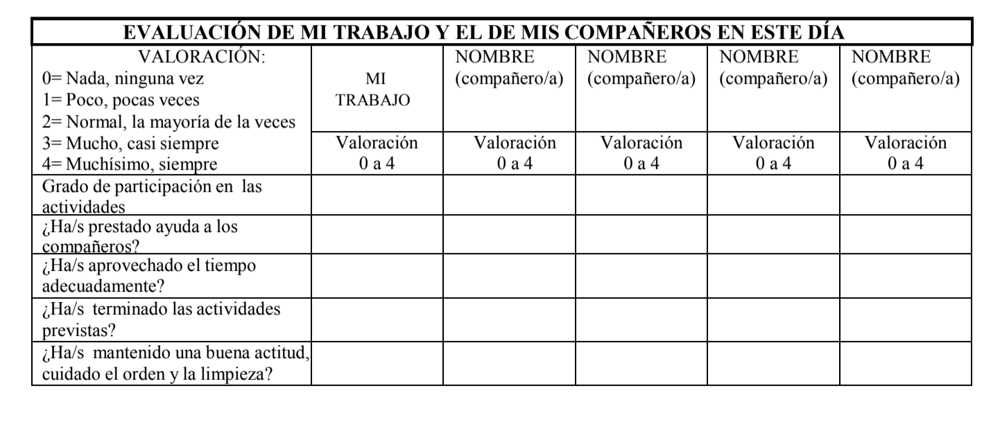 EVALUACIÓN DE MI TRABAJO Y EL DE MIS COMPAÑEROS EN ESTE DÍA
VALORACIÓN:
0= Nada, ninguna vez
1= Poco, pocas veces
2= Normal, la mayoría de la veces
3= Mucho, casi siempre
4= Muchísimo, siempre
MI
TRABAJO
NOMBRE
(compañero/a)
NOMBRE
(compañero/a)
NOMBRE
(compañero/a)
NOMBRE
(compañero/a)
Valoración
0 a 4
Valoración
0 a 4
Valoración
0 a 4
Valoración
0 a 4
Valoración
0 a 4
Grado de participación en las
actividades
¿Ha/s prestado ayuda a los
compañeros?
¿Ha/s aprovechado el tiempo
adecuadamente?
¿Ha/s terminado las actividades
previstas?
¿Ha/s mantenido una buena actitud,
cuidado el orden y la limpieza?